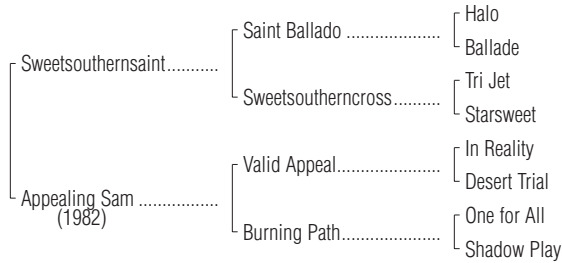 Halo
Saint Ballado ....................
Ballade
Sweetsouthernsaint...........
Tri Jet
Sweetsoutherncross..........
Starsweet
In Reality
Valid Appeal......................
Desert Trial
Appealing Sam .................
(1982)
One for All
Burning Path.....................
Shadow Play